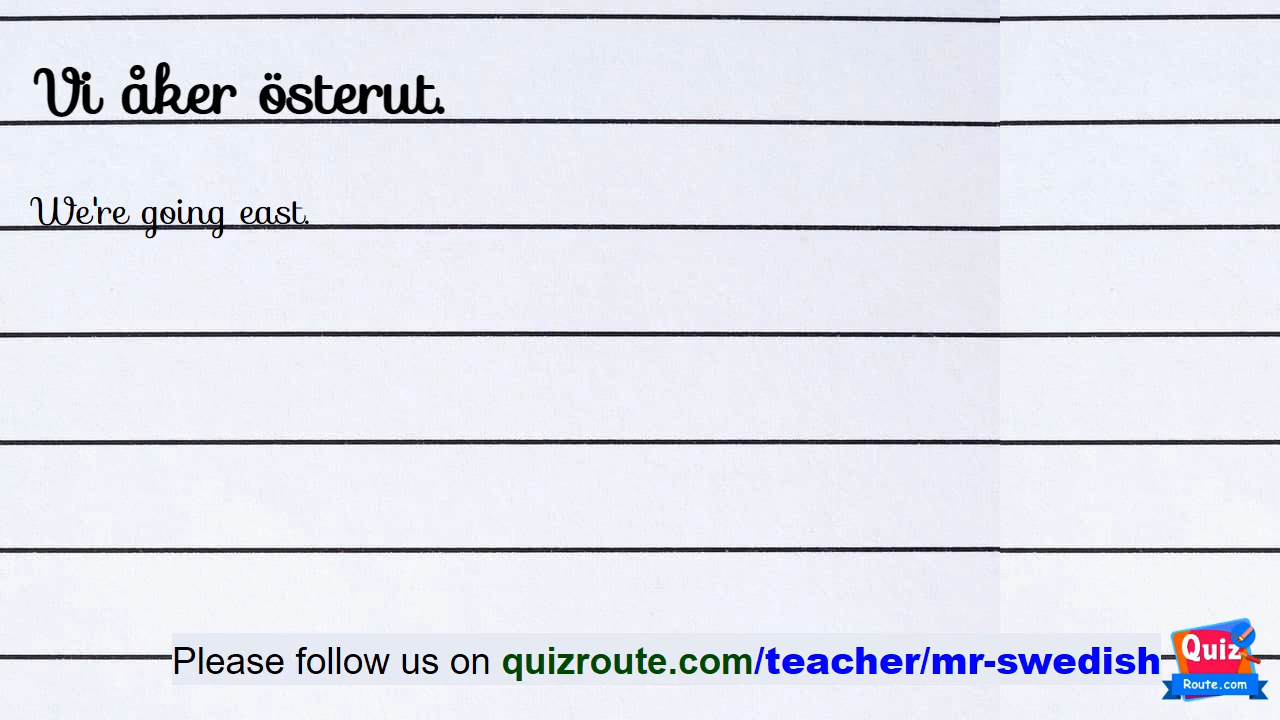 Vi åker österut.
We're going east.
Please follow us on quizroute.com/teacher/mr-swedish
Quiz
Route.com